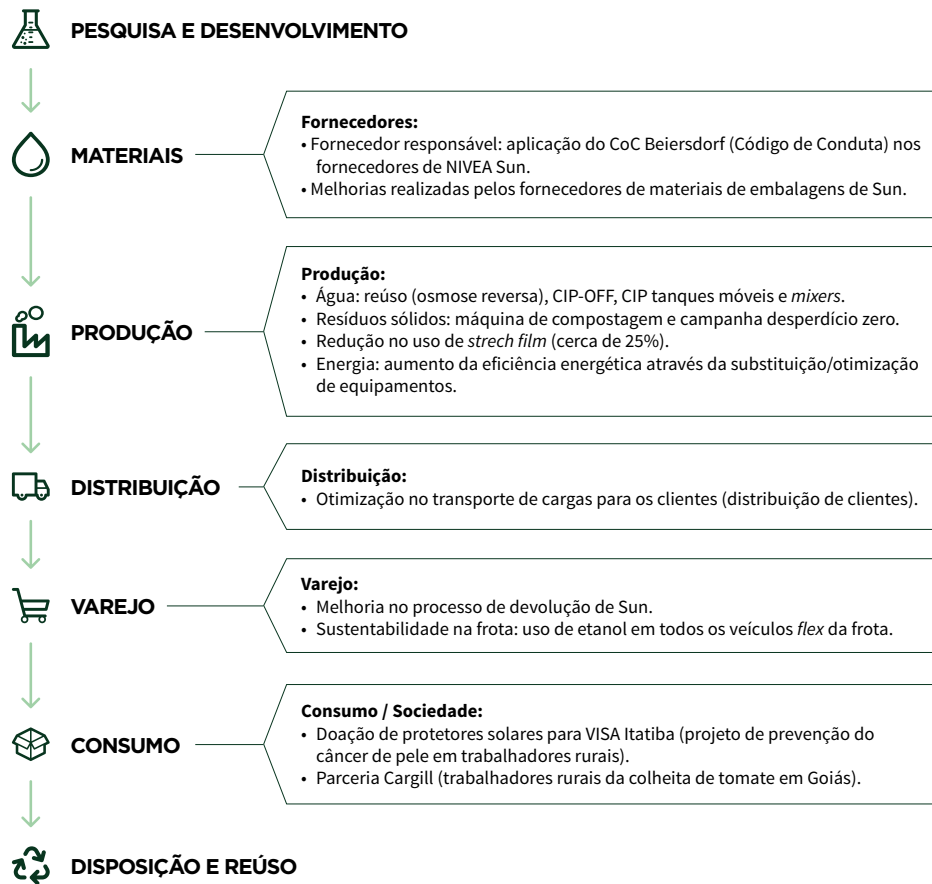 PESQUISA E DESENVOLVIMENTO
MATERIAIS
Fornecedores:
• Fornecedor responsável: aplicação do CoC Beiersdorf (Código de Conduta) nos
fornecedores de NIVEA Sun.
• Melhorias realizadas pelos fornecedores de materiais de embalagens de Sun.
PRODUÇÃO
Produção:
• Água: reúso (osmose reversa), CIP-OFF, CIP tanques móveis e mixers.
• Resíduos sólidos: máquina de compostagem e campanha desperdício zero.
• Redução no uso de strech film (cerca de 25%).
• Energia: aumento da eficiência energética através da substituição/otimização
de equipamentos.
DISTRIBUIÇÃO
Distribuição:
• Otimização no transporte de cargas para os clientes (distribuição de clientes).
VAREJO
Varejo:
• Melhoria no processo de devolução de Sun.
• Sustentabilidade na frota: uso de etanol em todos os veículos flex da frota.
CONSUMO
Consumo / Sociedade:
• Doação de protetores solares para VISA Itatiba (projeto de prevenção do
câncer de pele em trabalhadores rurais).
• Parceria Cargill (trabalhadores rurais da colheita de tomate em Goiás).
DISPOSIÇÃO E REÚSO